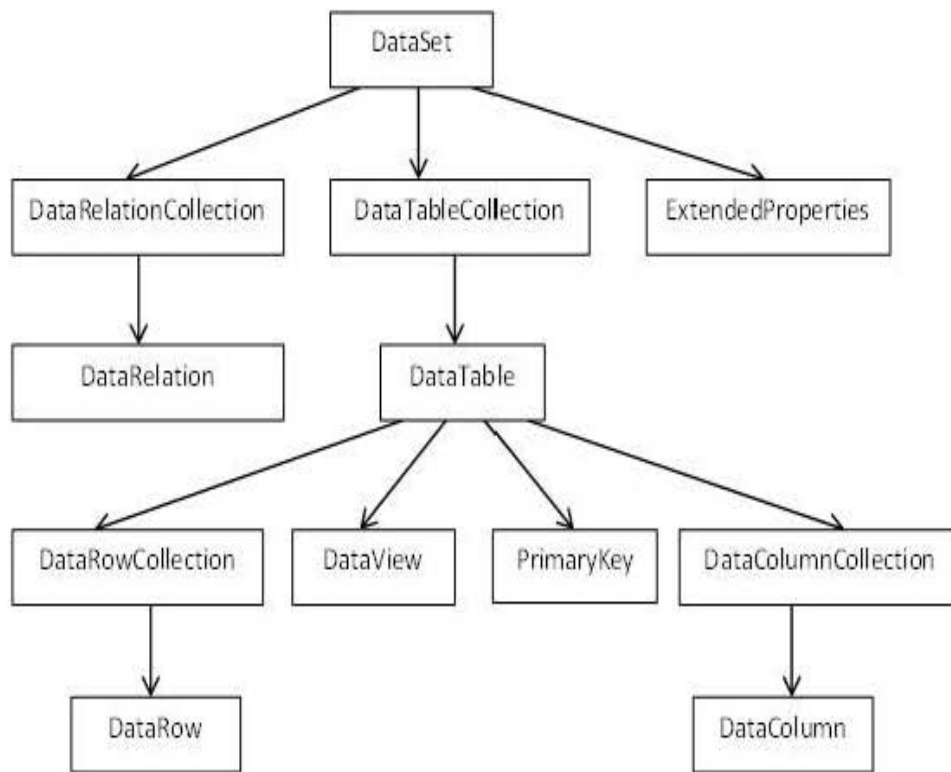 DataSet
DataRelationCollection
DataTableCollection
ExtendedProperties
DataRelation
DataTable
DataRowCollection
DataView
PrimaryKey
DataColumnCollection
DataRow
DataColumn